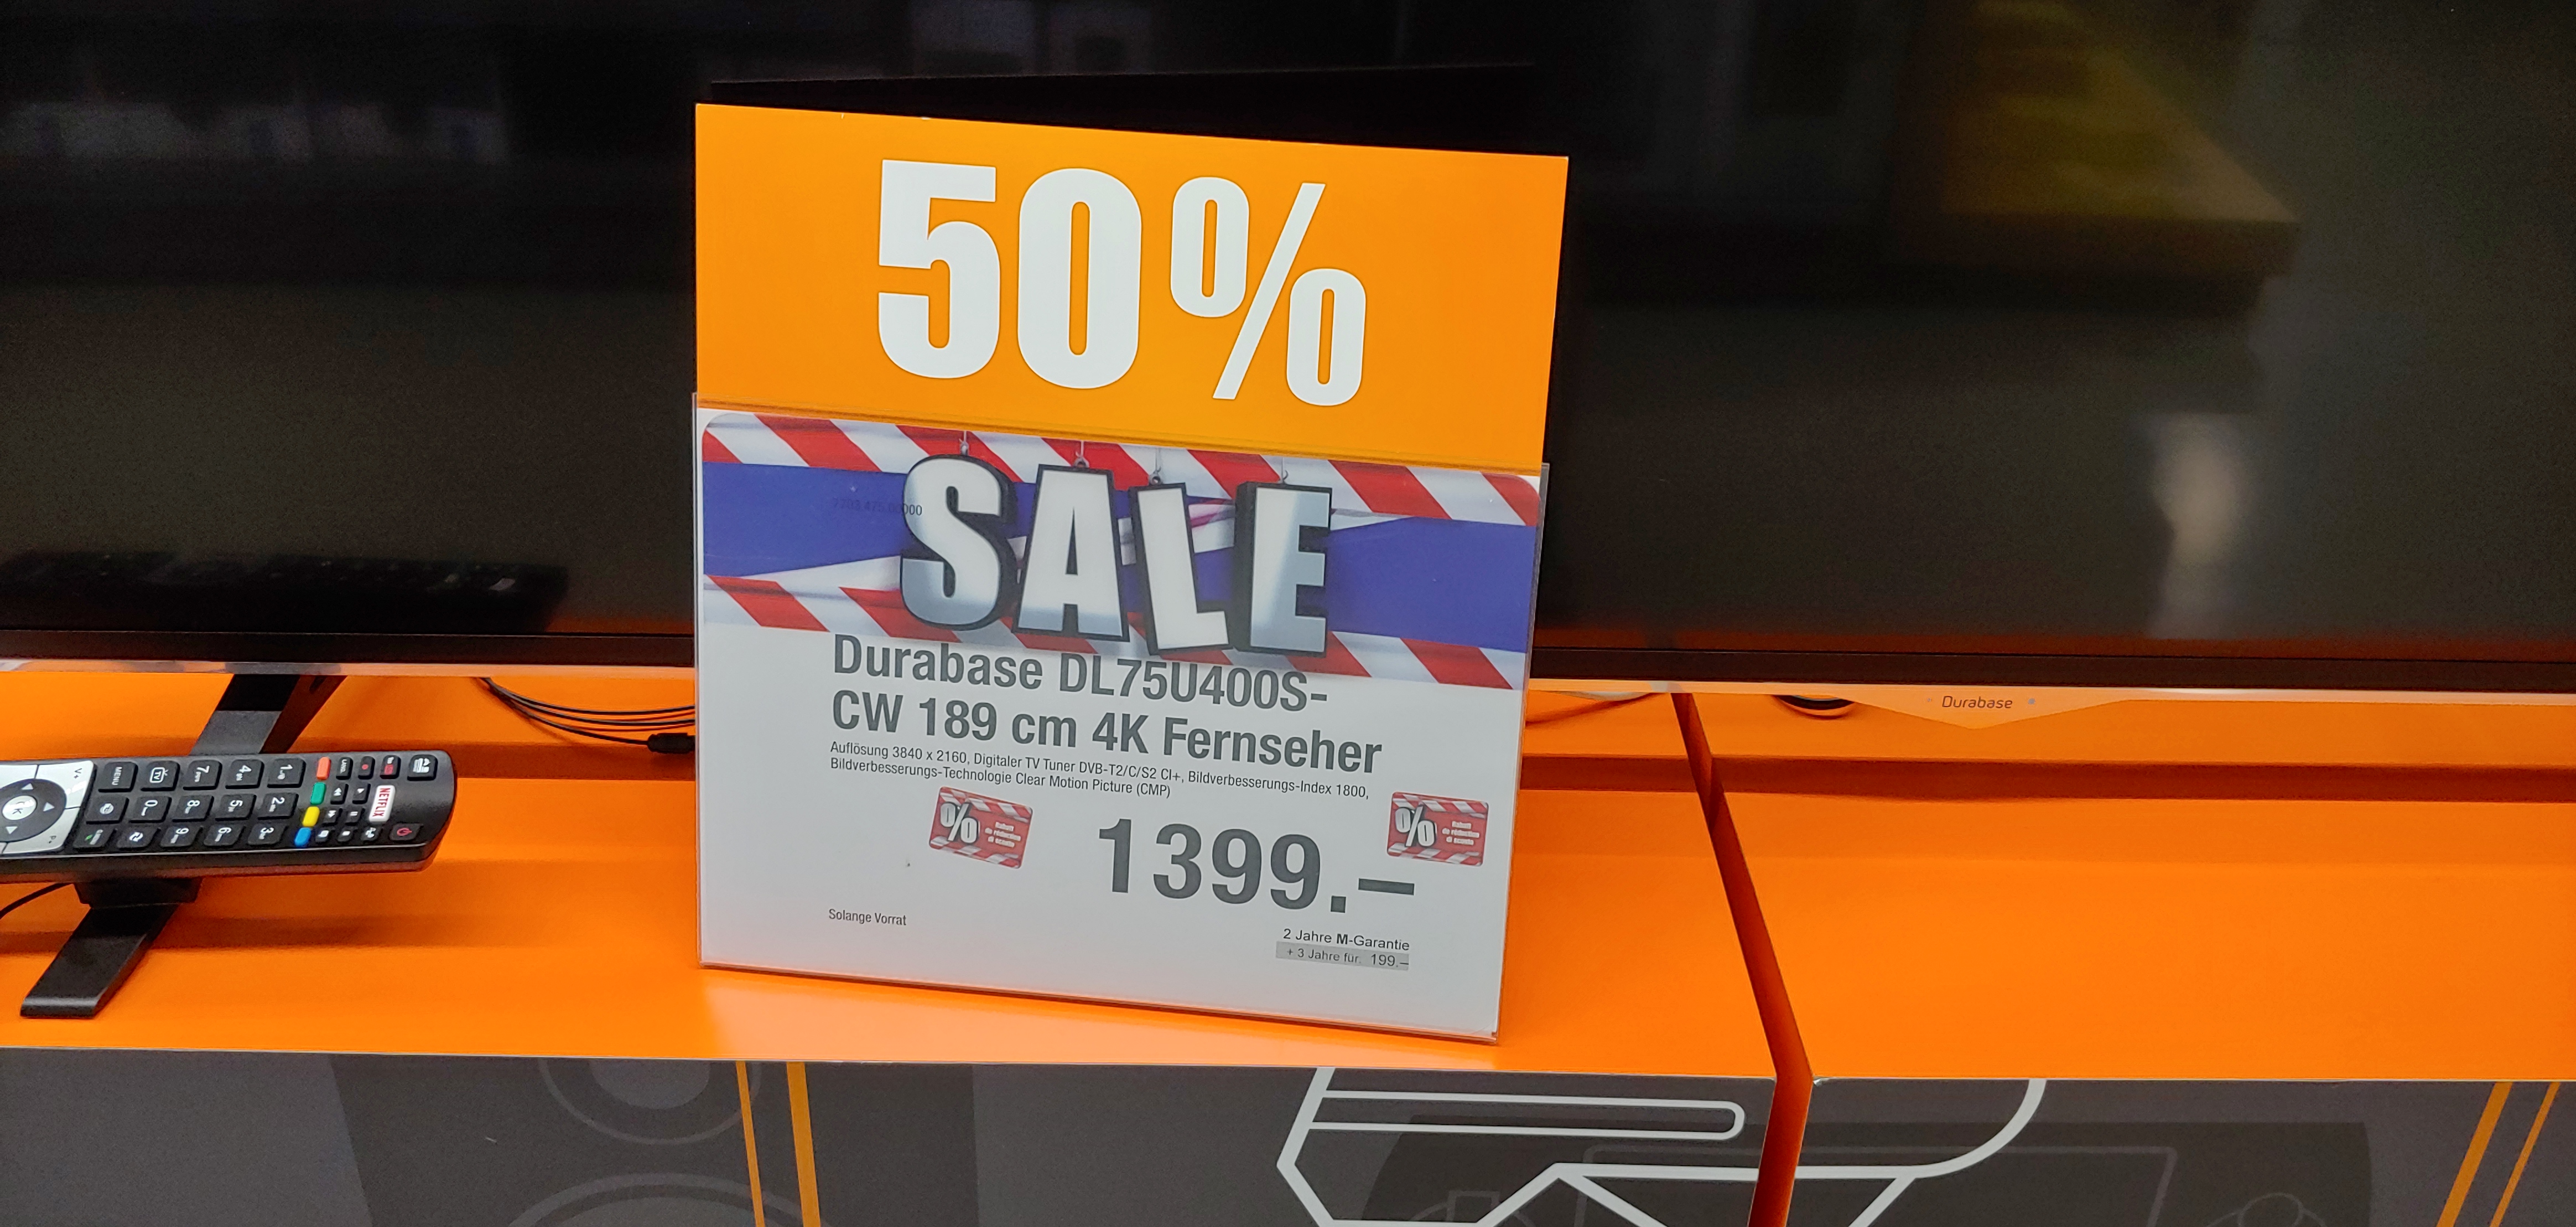 50%
SALE
Durabase DL75U400S-
CW 189 cm 4K Fernseher
Auflösung 3840 x 2160, Digitaler TV Tuner DVB-T2/C/S2 CI+, Bildverbesserungs-Index 1800,
Bildverbesserungs-Technologie Clear Motion Picture (CMP)
%
%
1399.–
Solange Vorrat
2 Jahre M-Garantie
+ 3 Jahre für 199.–
Durabase
NETFLIX
MENU
OK